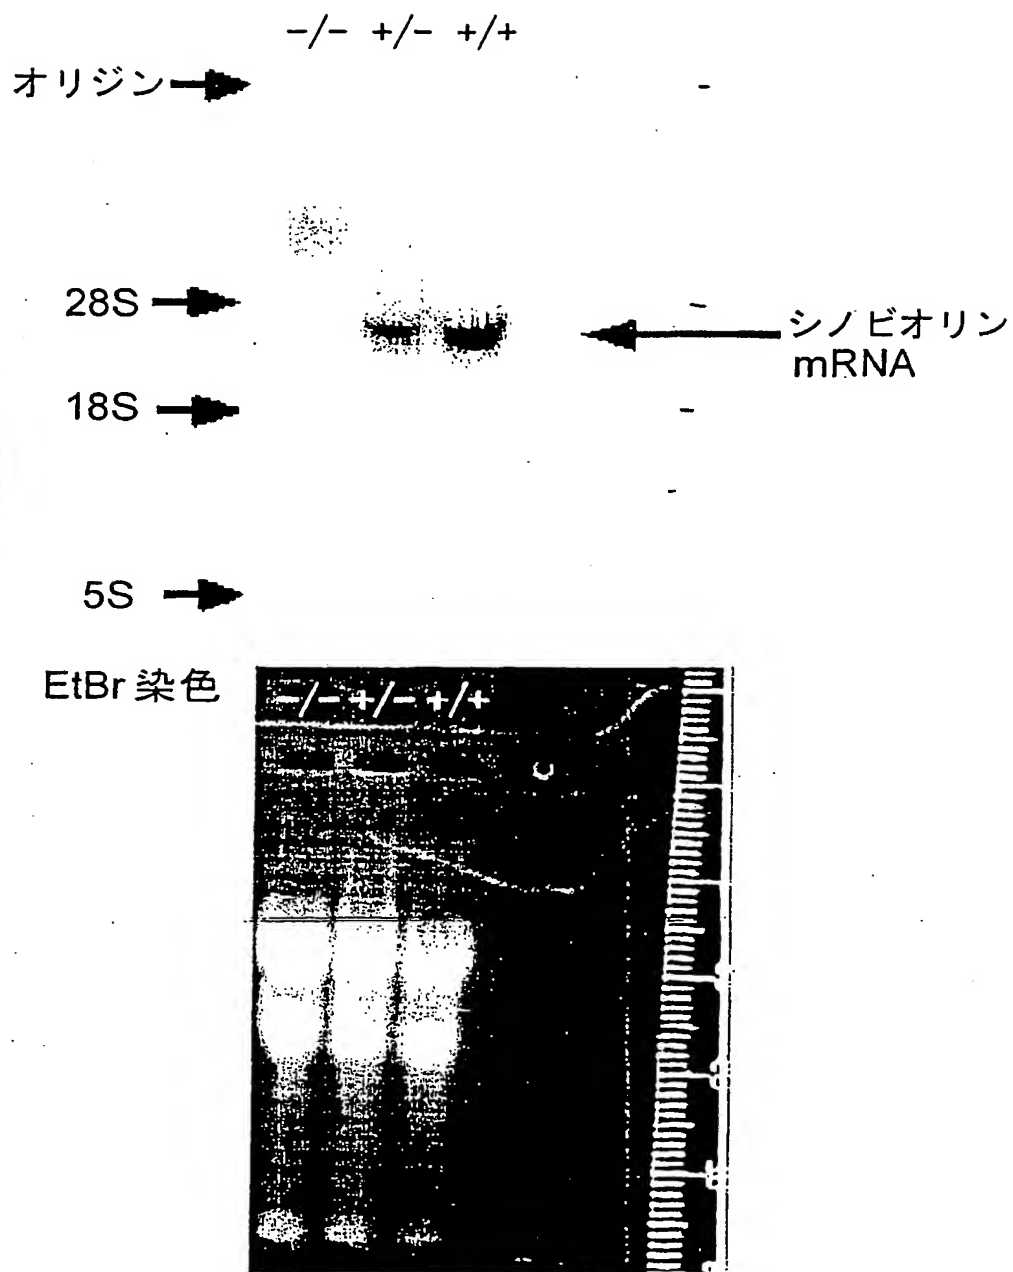 -/- +/- +/+
オリジン
28S
シノビオリン
mRNA
18S
5S
EtBr 染色
-/- +/- +/+